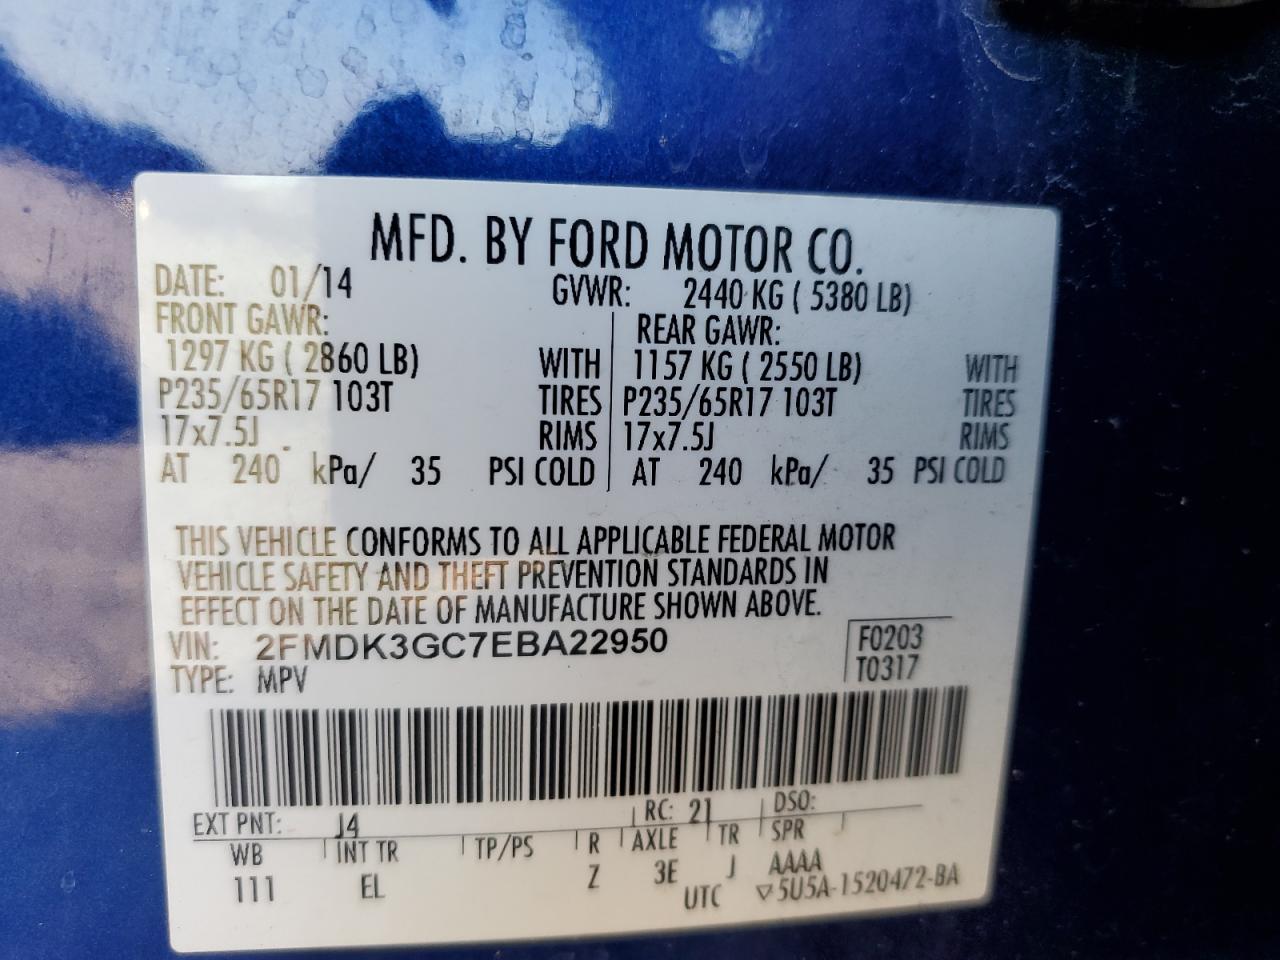 MFD. BY FORD MOTOR CO.
DATE: 01/14 GVWR: 2440 KG ( 5380 LB)
FRONT GAWR: REAR GAWR:
1297 KG ( 2860 LB) WITH 1157 KG ( 2550 LB) WITH
P235/65R17 103T TIRES P235/65R17 103T TIRES
17x7.5J RIMS 17x7.5J RIMS
AT 240 kPa/ 35 PSI COLD AT 240 kPa/ 35 PSI COLD
THIS VEHICLE CONFORMS TO ALL APPLICABLE FEDERAL MOTOR
VEHICLE SAFETY AND THEFT PREVENTION STANDARDS IN
EFFECT ON THE DATE OF MANUFACTURE SHOWN ABOVE.
VIN: 2FMDK3GC7EBA22950 F0203
TYPE: MPV T0317
EXT PNT: J4 RC: 21 DSO:
WB INT TR TP/PS R AXLE TR SPR
111 EL Z 3E J AAAA
UTC ▽5U5A-1520472-BA